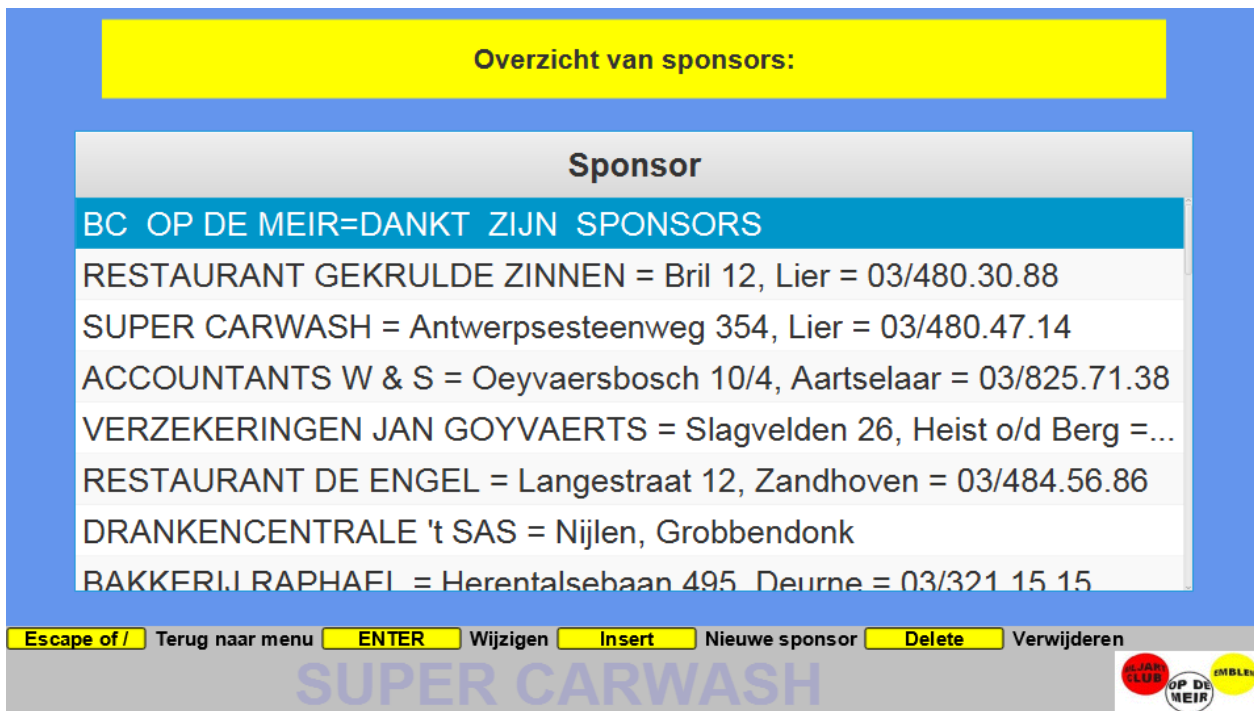 Overzicht van sponsors:
Sponsor
BC OP DE MEIR=DANKT ZIJN SPONSORS
RESTAURANT GEKRULDE ZINNEN = Bril 12, Lier = 03/480.30.88
SUPER CARWASH = Antwerpsesteenweg 354, Lier = 03/480.47.14
ACCOUNTANTS W & S = Oeyvaersbosch 10/4, Aartselaar = 03/825.71.38
VERZEKERINGEN JAN GOYVAERTS = Slagvelden 26, Heist o/d Berg =...
RESTAURANT DE ENGEL = Langestraat 12, Zandhoven = 03/484.56.86
DRANKENCENTRALE 't SAS = Nijlen, Grobbendonk
BAKKERIJ RAPHAEL = Herentalsebaan 495, Deurne = 03/321.15.15
Escape of / Terug naar menu ENTER Wijzigen Insert Nieuwe sponsor Delete Verwijderen
SUPER CARWASH
CLUB
OP DE
MEIR